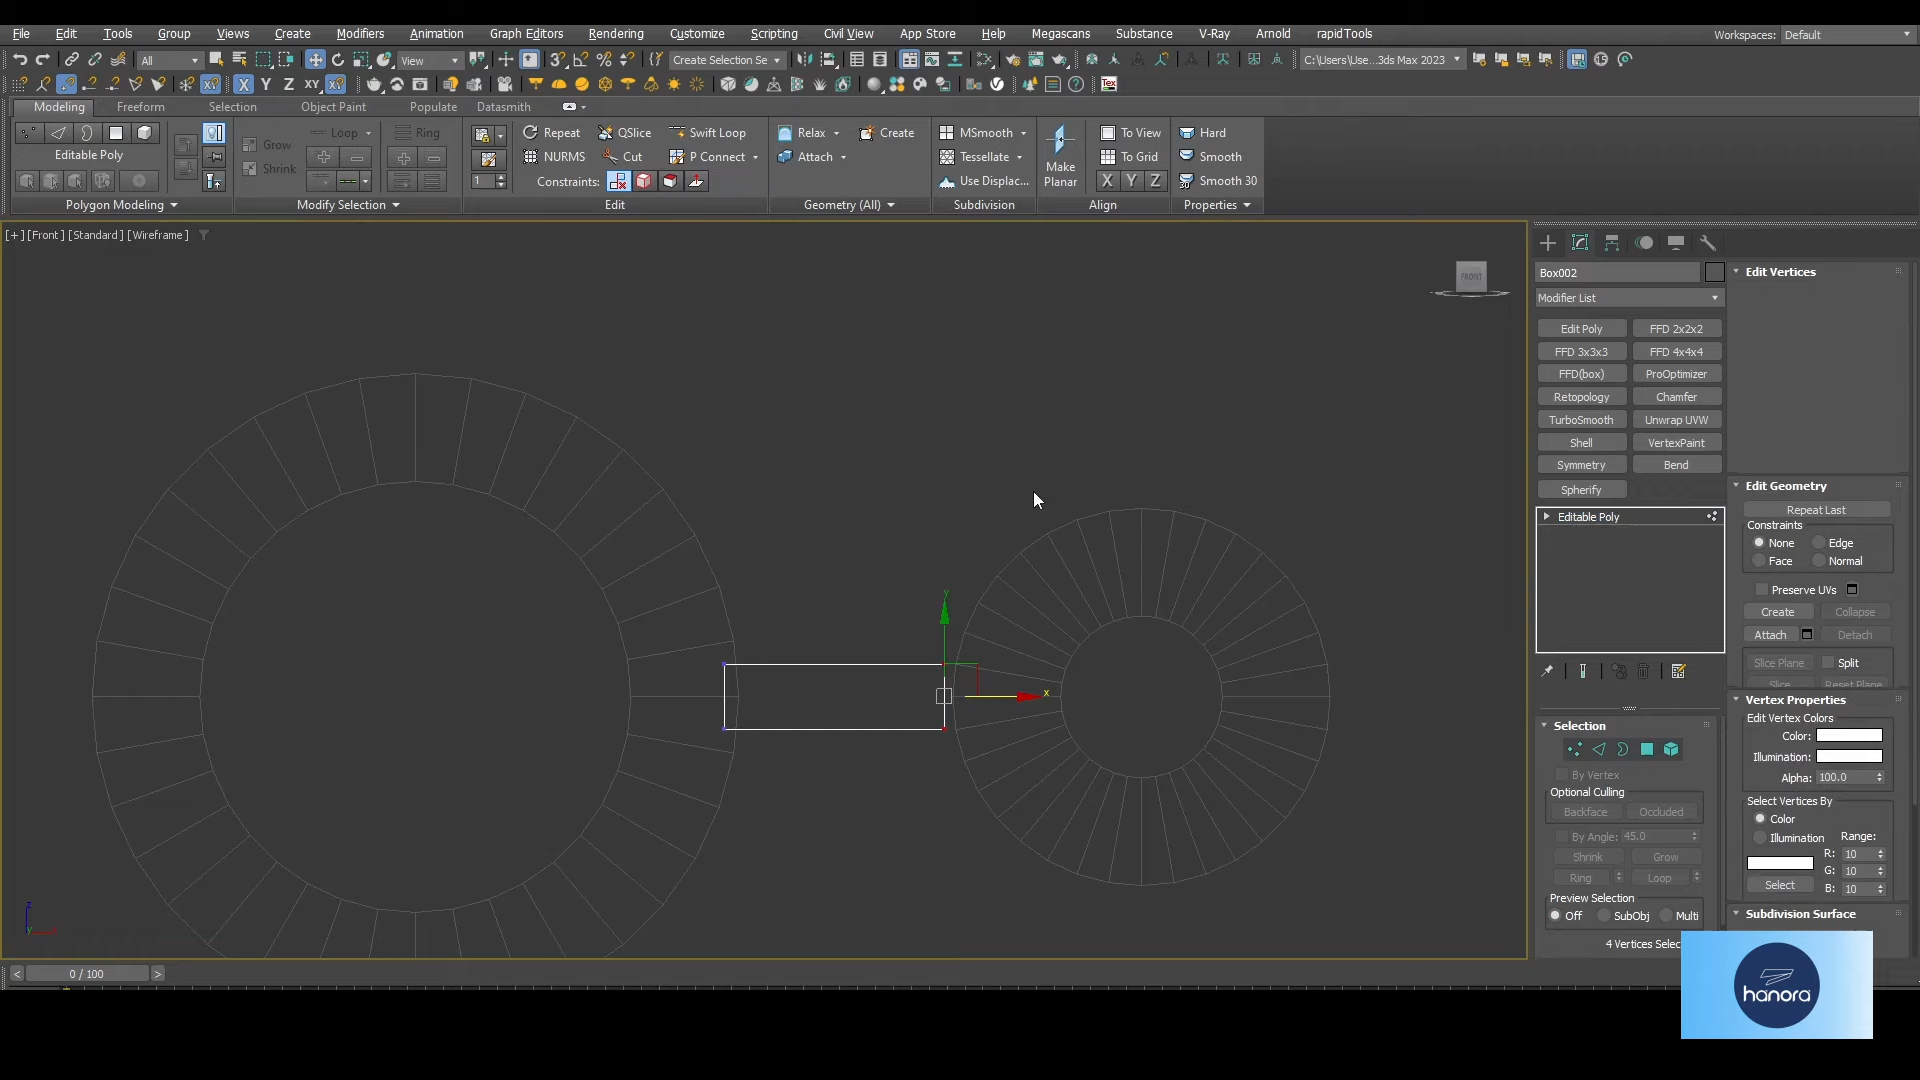 File Edit Tools Group Views Create Modifiers Animation Graph Editors Rendering Customize Scripting Civil View App Store Help Megascans Substance V-Ray Arnold rapidTools
Workspaces: Default
All View Create Selection Se C:\Users\Use...3ds Max 2023
X Y Z XY
Modeling Freeform Selection Object Paint Populate Datasmith
Loop Ring Repeat QSlice Swift Loop Relax Create MSmooth To View Hard
Editable Poly Grow NURMS Cut P Connect Attach Tessellate Make Planar To Grid Smooth
Shrink 1 Constraints: Use Displac... X Y Z Smooth 30
Polygon Modeling Modify Selection Edit Geometry (All) Subdivision Align Properties
[+] [Front] [Standard] [Wireframe]
FRONT
y
x
z
y
Box002
Modifier List
Edit Poly FFD 2x2x2
FFD 3x3x3 FFD 4x4x4
FFD(box) ProOptimizer
Retopology Chamfer
TurboSmooth Unwrap UVW
Shell VertexPaint
Symmetry Bend
Spherify
Editable Poly
Selection
By Vertex
Optional Culling
Backface Occluded
By Angle: 45.0
Shrink Grow
Ring Loop
Preview Selection
Off SubObj Multi
4 Vertices Selec
Edit Vertices
Edit Geometry
Repeat Last
Constraints
None Edge
Face Normal
Preserve UVs
Create Collapse
Attach Detach
Slice Plane Split
Slice Reset Plane
Vertex Properties
Edit Vertex Colors
Color:
Illumination:
Alpha: 100.0
Select Vertices By
Color
Illumination Range:
R: 10
G: 10
Select B: 10
Subdivision Surface
< 0 / 100 >
hanora